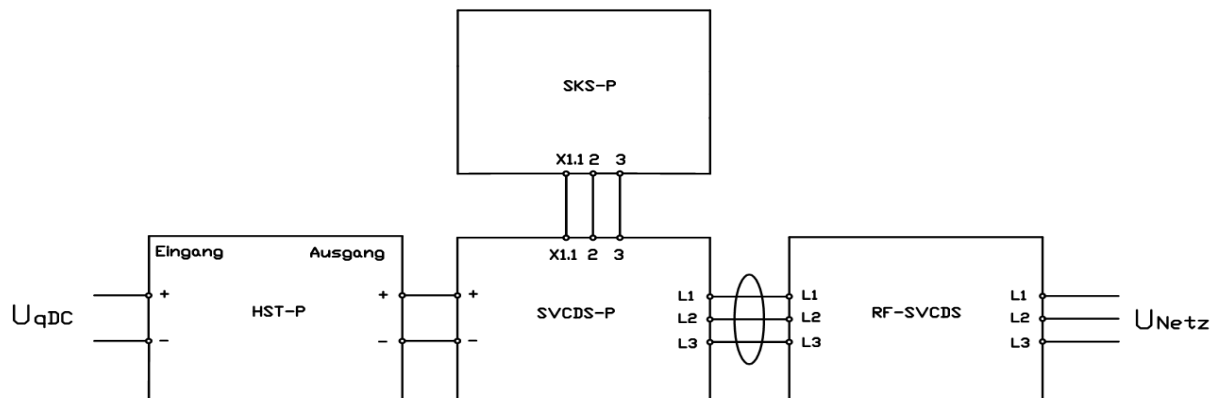 SKS-P
X1.1 2 3
Eingang Ausgang X1.1 2 3
+ + + L1 L1 L1
UqDC HST-P SVCDS-P L2 L2 RF-SVCDS L2 UNetz
- - - L3 L3 L3